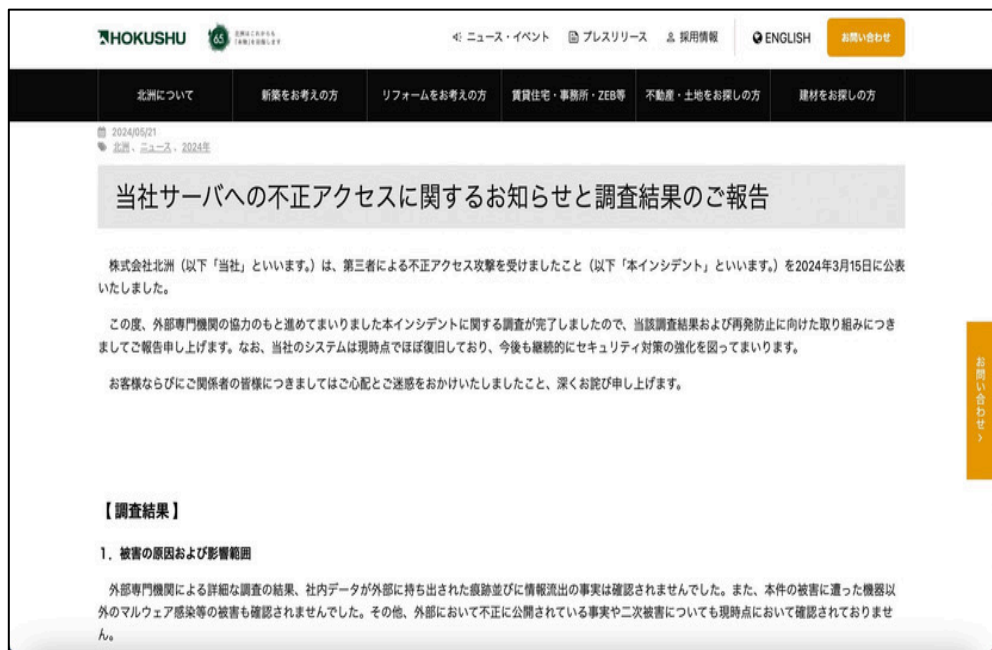 HOKUSHU
65
北洲はこれからも
「本物」を目指します
ニュース・イベント
プレスリリース
採用情報
ENGLISH
お問い合わせ
北洲について
新築をお考えの方
リフォームをお考えの方
賃貸住宅・事務所・ZEB等
不動産・土地をお探しの方
建材をお探しの方
2024/05/21
北洲、ニュース、2024年
当社サーバへの不正アクセスに関するお知らせと調査結果のご報告
株式会社北洲（以下「当社」といいます。）は、第三者による不正アクセス攻撃を受けましたこと（以下「本インシデント」といいます。）を2024年3月15日に公表
いたしました。
この度、外部専門機関の協力のもと進めてまいりました本インシデントに関する調査が完了しましたので、当該調査結果および再発防止に向けた取り組みにつき
ましてご報告申し上げます。なお、当社のシステムは現時点でほぼ復旧しており、今後も継続的にセキュリティ対策の強化を図ってまいります。
お客様ならびにご関係者の皆様につきましてはご心配とご迷惑をおかけいたしましたこと、深くお詫び申し上げます。
お問い合わせ >
【 調査結果 】
1．被害の原因および影響範囲
外部専門機関による詳細な調査の結果、社内データが外部に持ち出された痕跡並びに情報流出の事実は確認されませんでした。また、本件の被害に遭った機器以
外のマルウェア感染等の被害も確認されませんでした。その他、外部において不正に公開されている事実や二次被害についても現時点において確認されておりませ
ん。